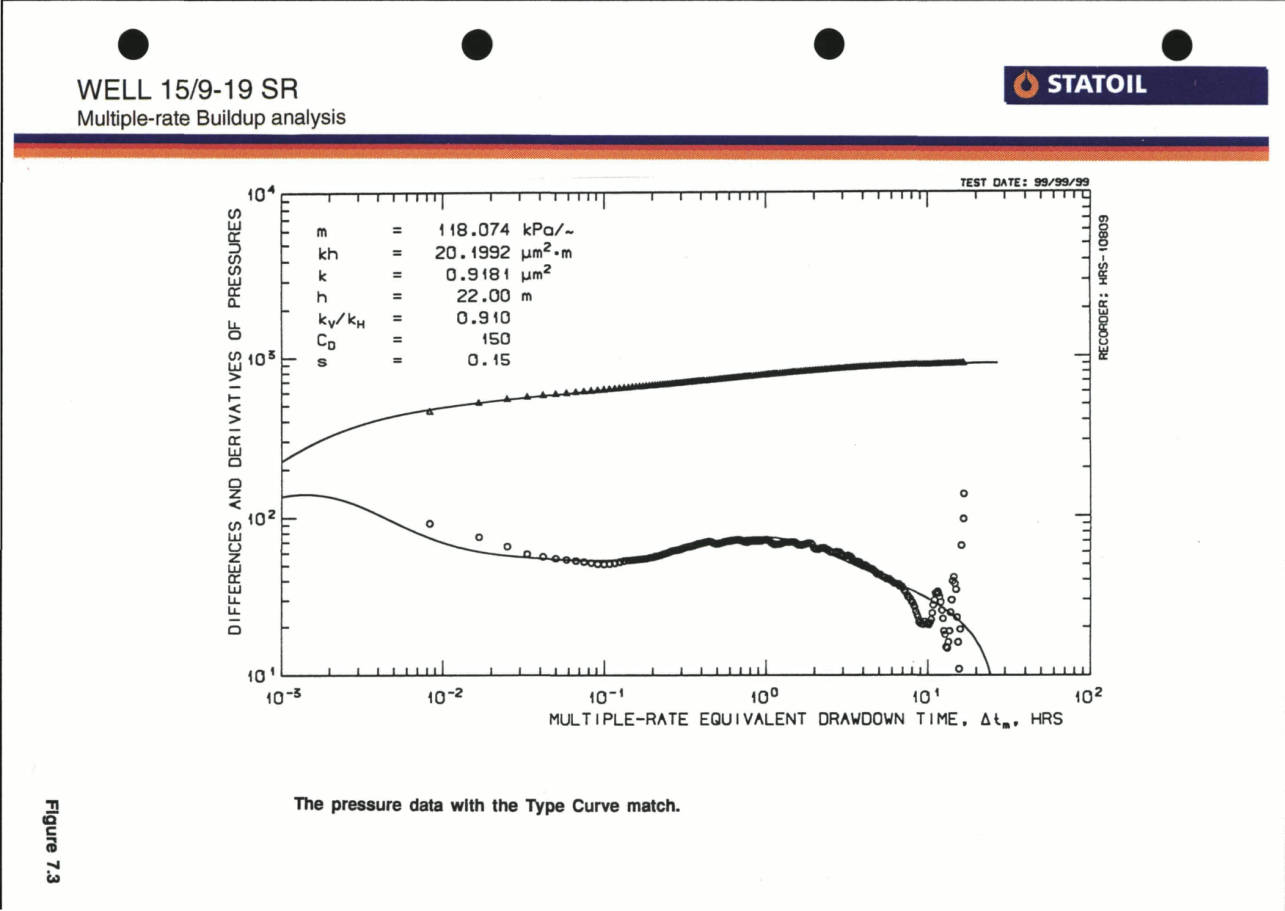 WELL 15/9-19 SR
Multiple-rate Buildup analysis
STATOIL
TEST DATE: 99/99/99
RECORDER: HRS-10809
DIFFERENCES AND DERIVATIVES OF PRESSURES
10⁴
10³
10²
10¹
m = 118.074 kPa/~
kh = 20.1992 µm²·m
k = 0.9181 µm²
h = 22.00 m
kᵥ/k_H = 0.910
C_D = 150
s = 0.15
10⁻³ 10⁻² 10⁻¹ 10⁰ 10¹ 10²
MULTIPLE-RATE EQUIVALENT DRAWDOWN TIME, Δtₘ, HRS
The pressure data with the Type Curve match.
Figure 7.3